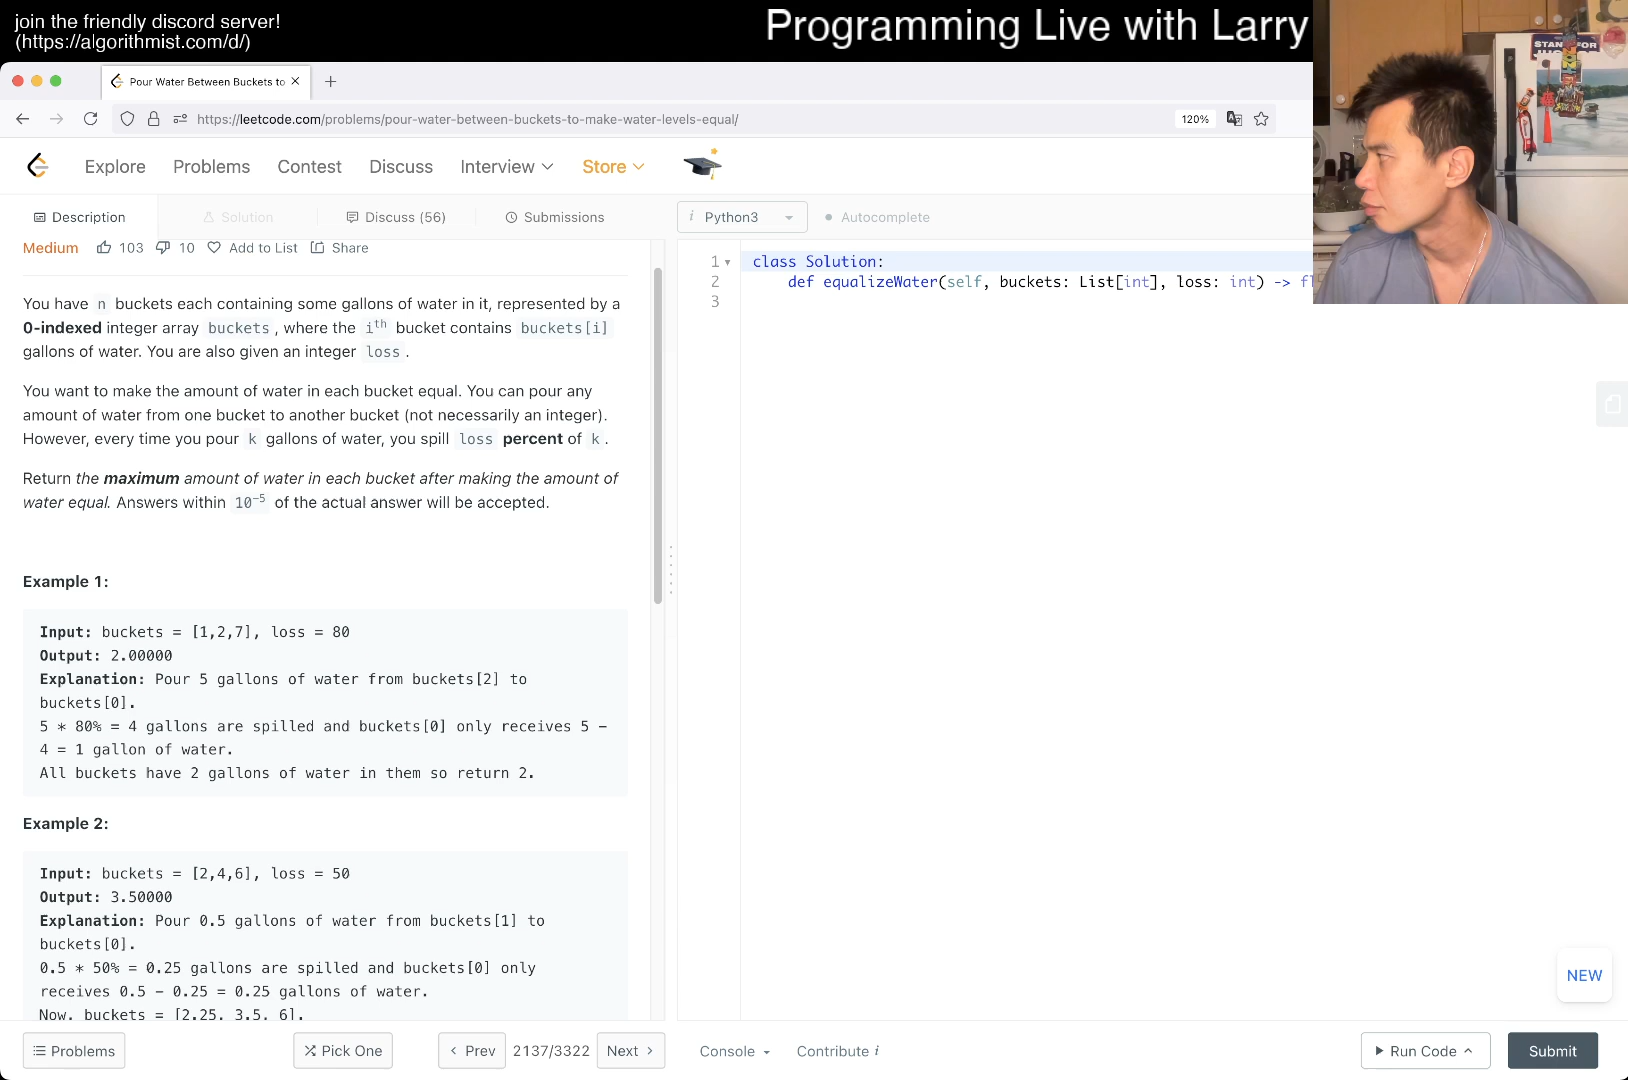 join the friendly discord server!
(https://algorithmist.com/d/)
Programming Live with Larry
Pour Water Between Buckets to
https://leetcode.com/problems/pour-water-between-buckets-to-make-water-levels-equal/
120%
Explore Problems Contest Discuss Interview Store
Description Solution Discuss (56) Submissions
i Python3 Autocomplete
Medium 103 10 Add to List Share
You have n buckets each containing some gallons of water in it, represented by a
0-indexed integer array buckets, where the ith bucket contains buckets[i]
gallons of water. You are also given an integer loss.
You want to make the amount of water in each bucket equal. You can pour any
amount of water from one bucket to another bucket (not necessarily an integer).
However, every time you pour k gallons of water, you spill loss percent of k.
Return the maximum amount of water in each bucket after making the amount of
water equal. Answers within 10^-5 of the actual answer will be accepted.
Example 1:
Input: buckets = [1,2,7], loss = 80
Output: 2.00000
Explanation: Pour 5 gallons of water from buckets[2] to
buckets[0].
5 * 80% = 4 gallons are spilled and buckets[0] only receives 5 -
4 = 1 gallon of water.
All buckets have 2 gallons of water in them so return 2.
Example 2:
Input: buckets = [2,4,6], loss = 50
Output: 3.50000
Explanation: Pour 0.5 gallons of water from buckets[1] to
buckets[0].
0.5 * 50% = 0.25 gallons are spilled and buckets[0] only
receives 0.5 - 0.25 = 0.25 gallons of water.
Now, buckets = [2.25, 3.5, 6].
1 class Solution:
2 def equalizeWater(self, buckets: List[int], loss: int) -> fl
3
NEW
Problems Pick One Prev 2137/3322 Next Console Contribute i Run Code Submit